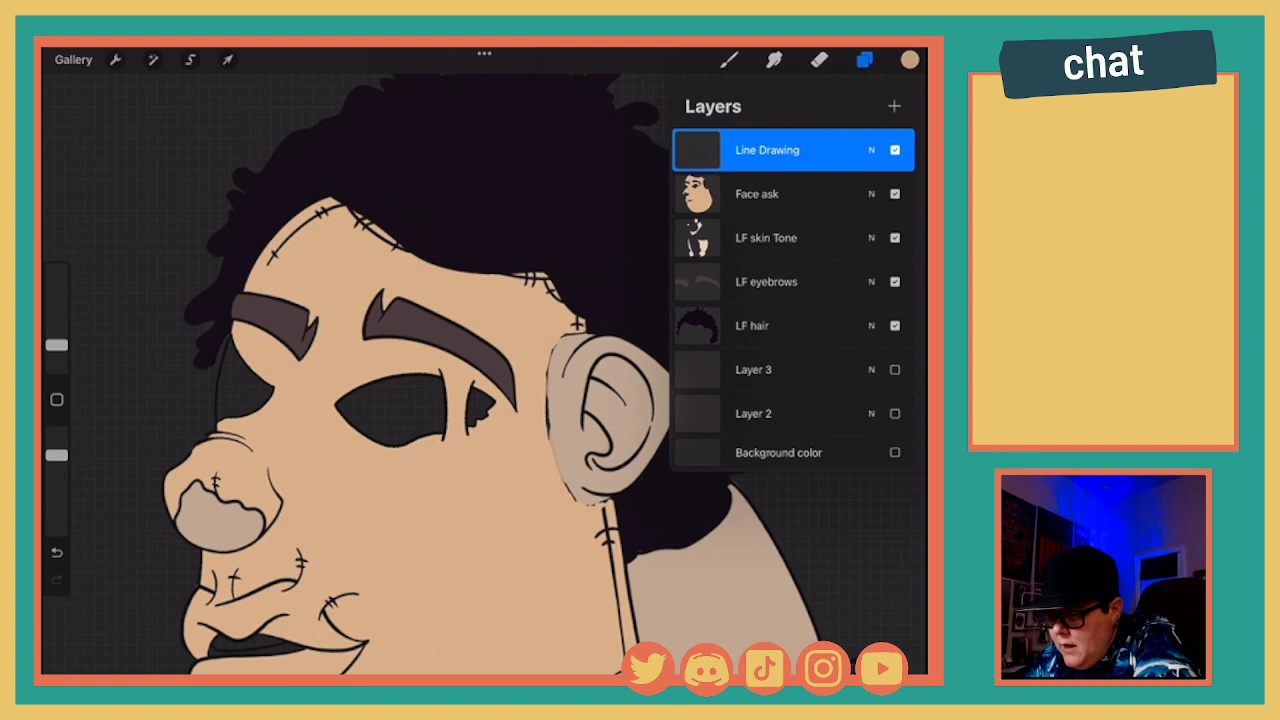 Gallery
chat
Layers
Line Drawing N
Face ask N
LF skin Tone N
LF eyebrows N
LF hair N
Layer 3 N
Layer 2 N
Background color